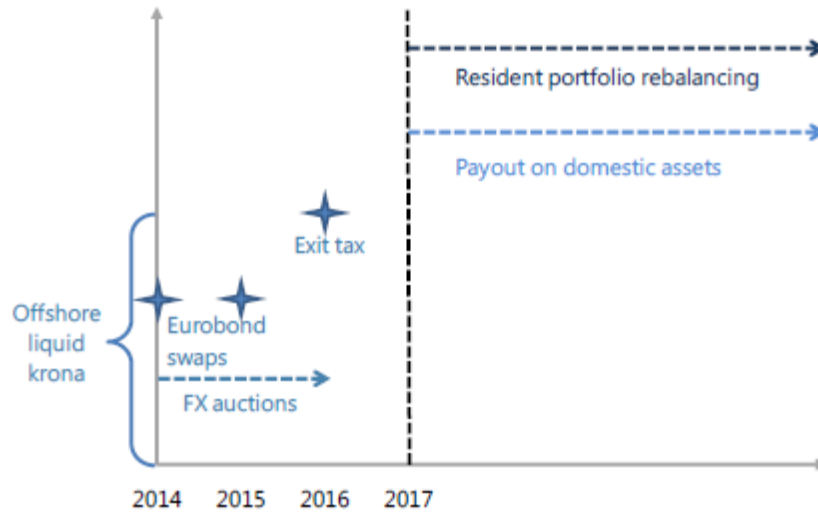 Resident portfolio rebalancing
Payout on domestic assets
Exit tax
Offshore
liquid
krona
Eurobond
swaps
FX auctions
2014 2015 2016 2017